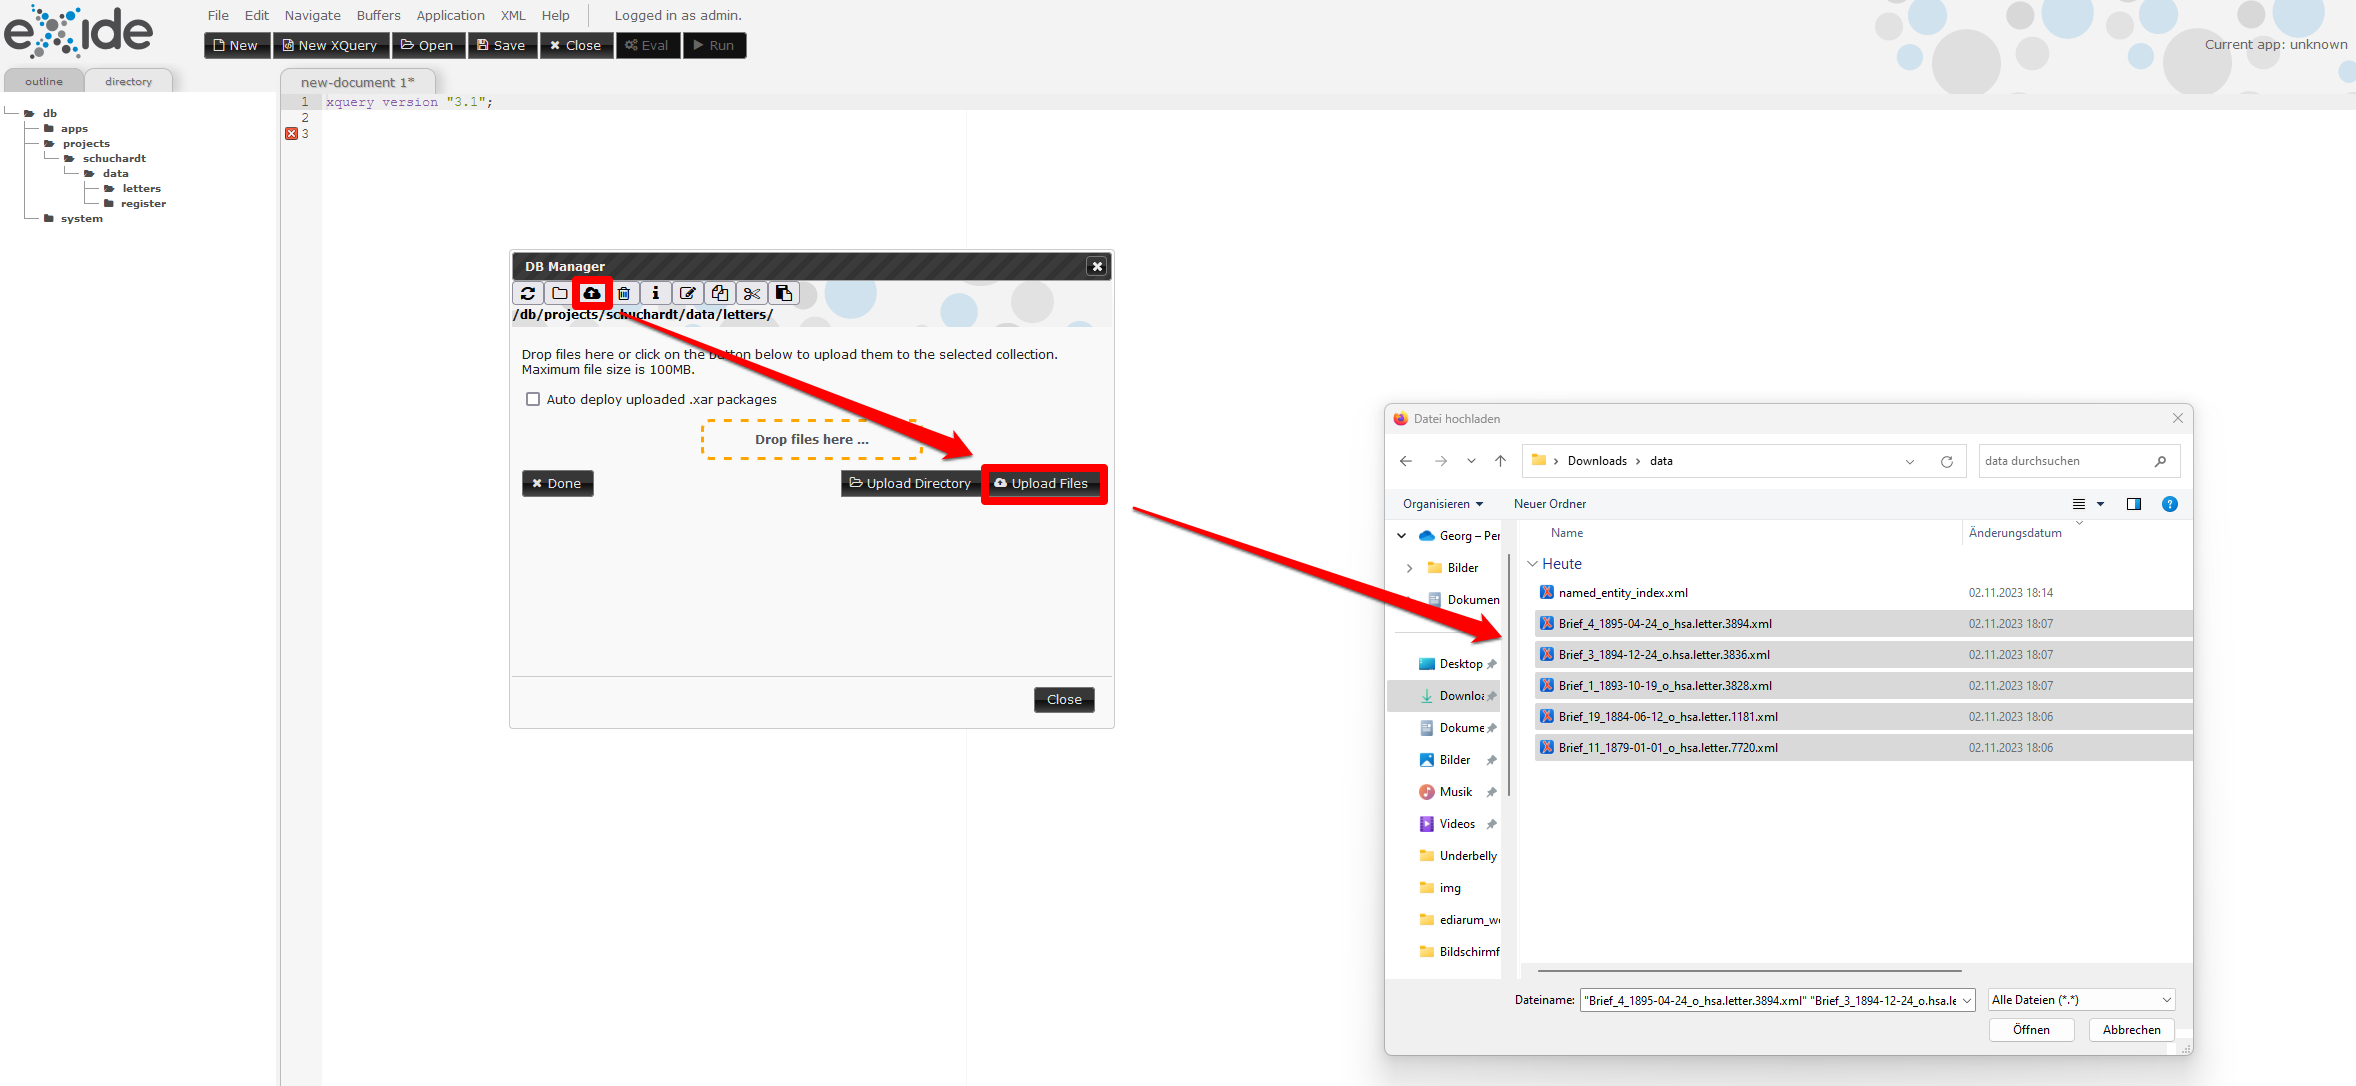 eXide
File Edit Navigate Buffers Application XML Help Logged in as admin.
New New XQuery Open Save Close Eval Run
Current app: unknown
outline directory
new-document 1*
db
apps
projects
schuchardt
data
letters
register
system
1 xquery version "3.1";
2
3
DB Manager
/db/projects/schuchardt/data/letters/
Drop files here or click on the button below to upload them to the selected collection.
Maximum file size is 100MB.
Auto deploy uploaded .xar packages
Drop files here ...
Done Upload Directory Upload Files
Close
Datei hochladen
Downloads data
data durchsuchen
Organisieren Neuer Ordner
Georg – Per
Bilder
Dokumen
Desktop
Downloa
Dokume
Bilder
Musik
Videos
Underbelly
img
ediarum_we
Bildschirmf
Name Änderungsdatum
Heute
named_entity_index.xml 02.11.2023 18:14
Brief_4_1895-04-24_o_hsa.letter.3894.xml 02.11.2023 18:07
Brief_3_1894-12-24_o.hsa.letter.3836.xml 02.11.2023 18:07
Brief_1_1893-10-19_o_hsa.letter.3828.xml 02.11.2023 18:07
Brief_19_1884-06-12_o_hsa.letter.1181.xml 02.11.2023 18:06
Brief_11_1879-01-01_o_hsa.letter.7720.xml 02.11.2023 18:06
Dateiname: "Brief_4_1895-04-24_o_hsa.letter.3894.xml" "Brief_3_1894-12-24_o.hsa.le
Alle Dateien (*.*)
Öffnen Abbrechen